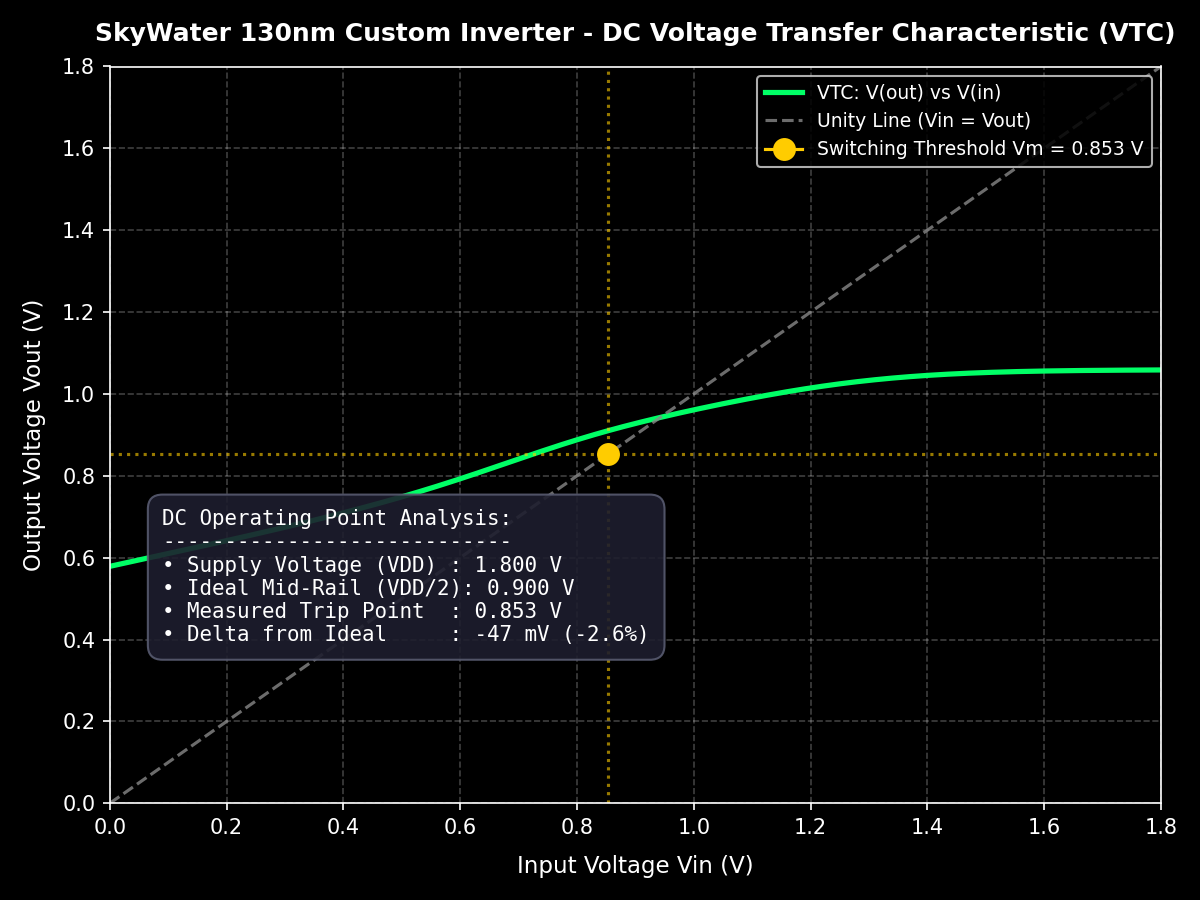 SkyWater 130nm Custom Inverter - DC Voltage Transfer Characteristic (VTC)
VTC: V(out) vs V(in)
Unity Line (Vin = Vout)
Switching Threshold Vm = 0.853 V
Output Voltage Vout (V)
1.8
1.6
1.4
1.2
1.0
0.8
0.6
0.4
0.2
0.0
DC Operating Point Analysis:
----------------------------
• Supply Voltage (VDD) : 1.800 V
• Ideal Mid-Rail (VDD/2): 0.900 V
• Measured Trip Point  : 0.853 V
• Delta from Ideal     : -47 mV (-2.6%)
0.0 0.2 0.4 0.6 0.8 1.0 1.2 1.4 1.6 1.8
Input Voltage Vin (V)